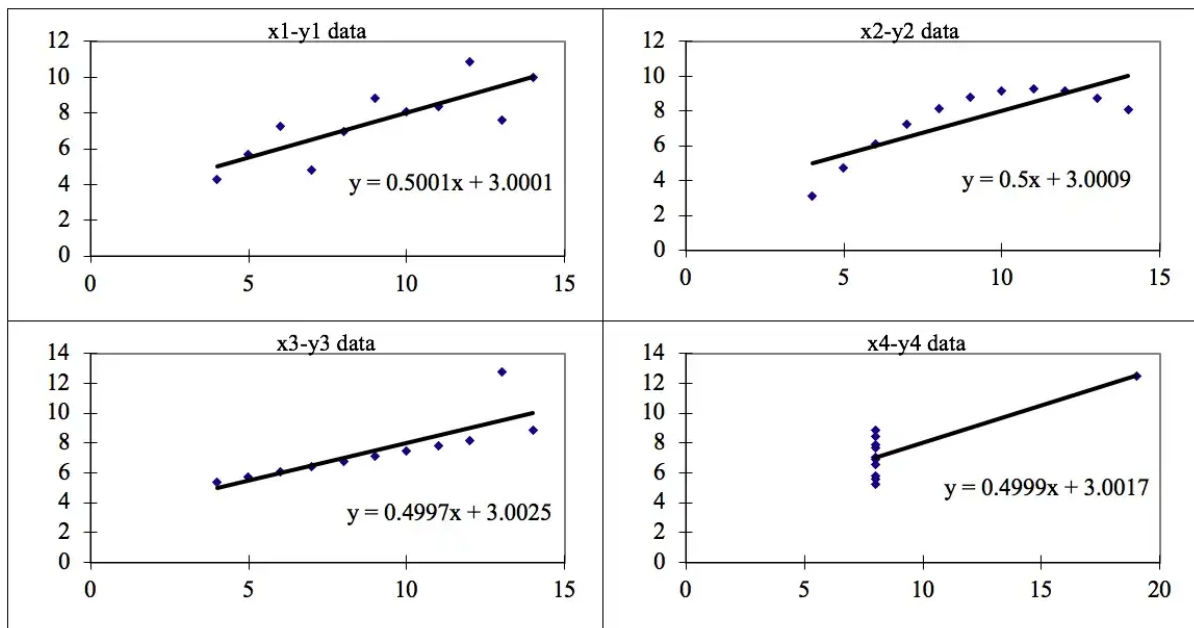 x1-y1 data
12
10
8
6
4
2
0
y = 0.5001x + 3.0001
0 5 10 15
x2-y2 data
12
10
8
6
4
2
0
y = 0.5x + 3.0009
0 5 10 15
x3-y3 data
14
12
10
8
6
4
2
0
y = 0.4997x + 3.0025
0 5 10 15
x4-y4 data
14
12
10
8
6
4
2
0
y = 0.4999x + 3.0017
0 5 10 15 20